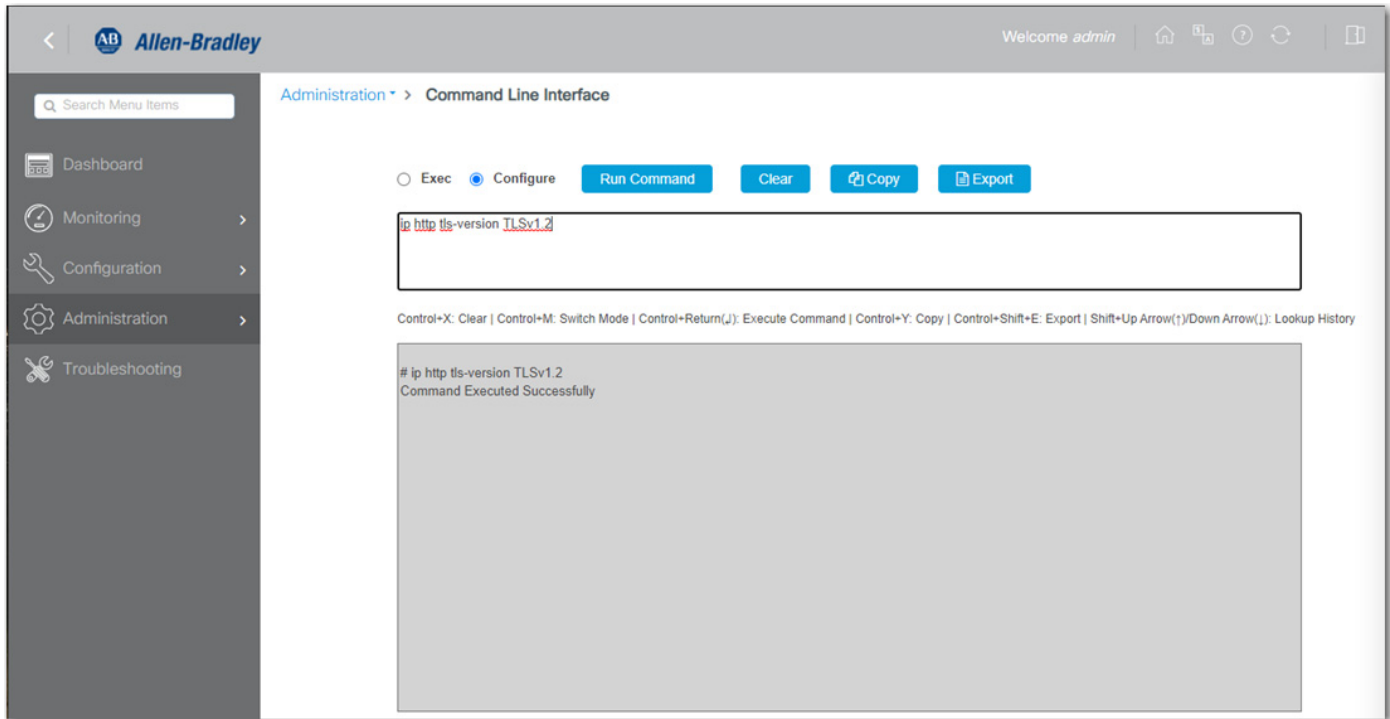 AB Allen-Bradley
Welcome admin
Search Menu Items
Administration > Command Line Interface
Dashboard
Monitoring
Configuration
Administration
Troubleshooting
Exec Configure Run Command Clear Copy Export
ip http tls-version TLSv1.2
Control+X: Clear | Control+M: Switch Mode | Control+Return(↲): Execute Command | Control+Y: Copy | Control+Shift+E: Export | Shift+Up Arrow(↑)/Down Arrow(↓): Lookup History
# ip http tls-version TLSv1.2
Command Executed Successfully